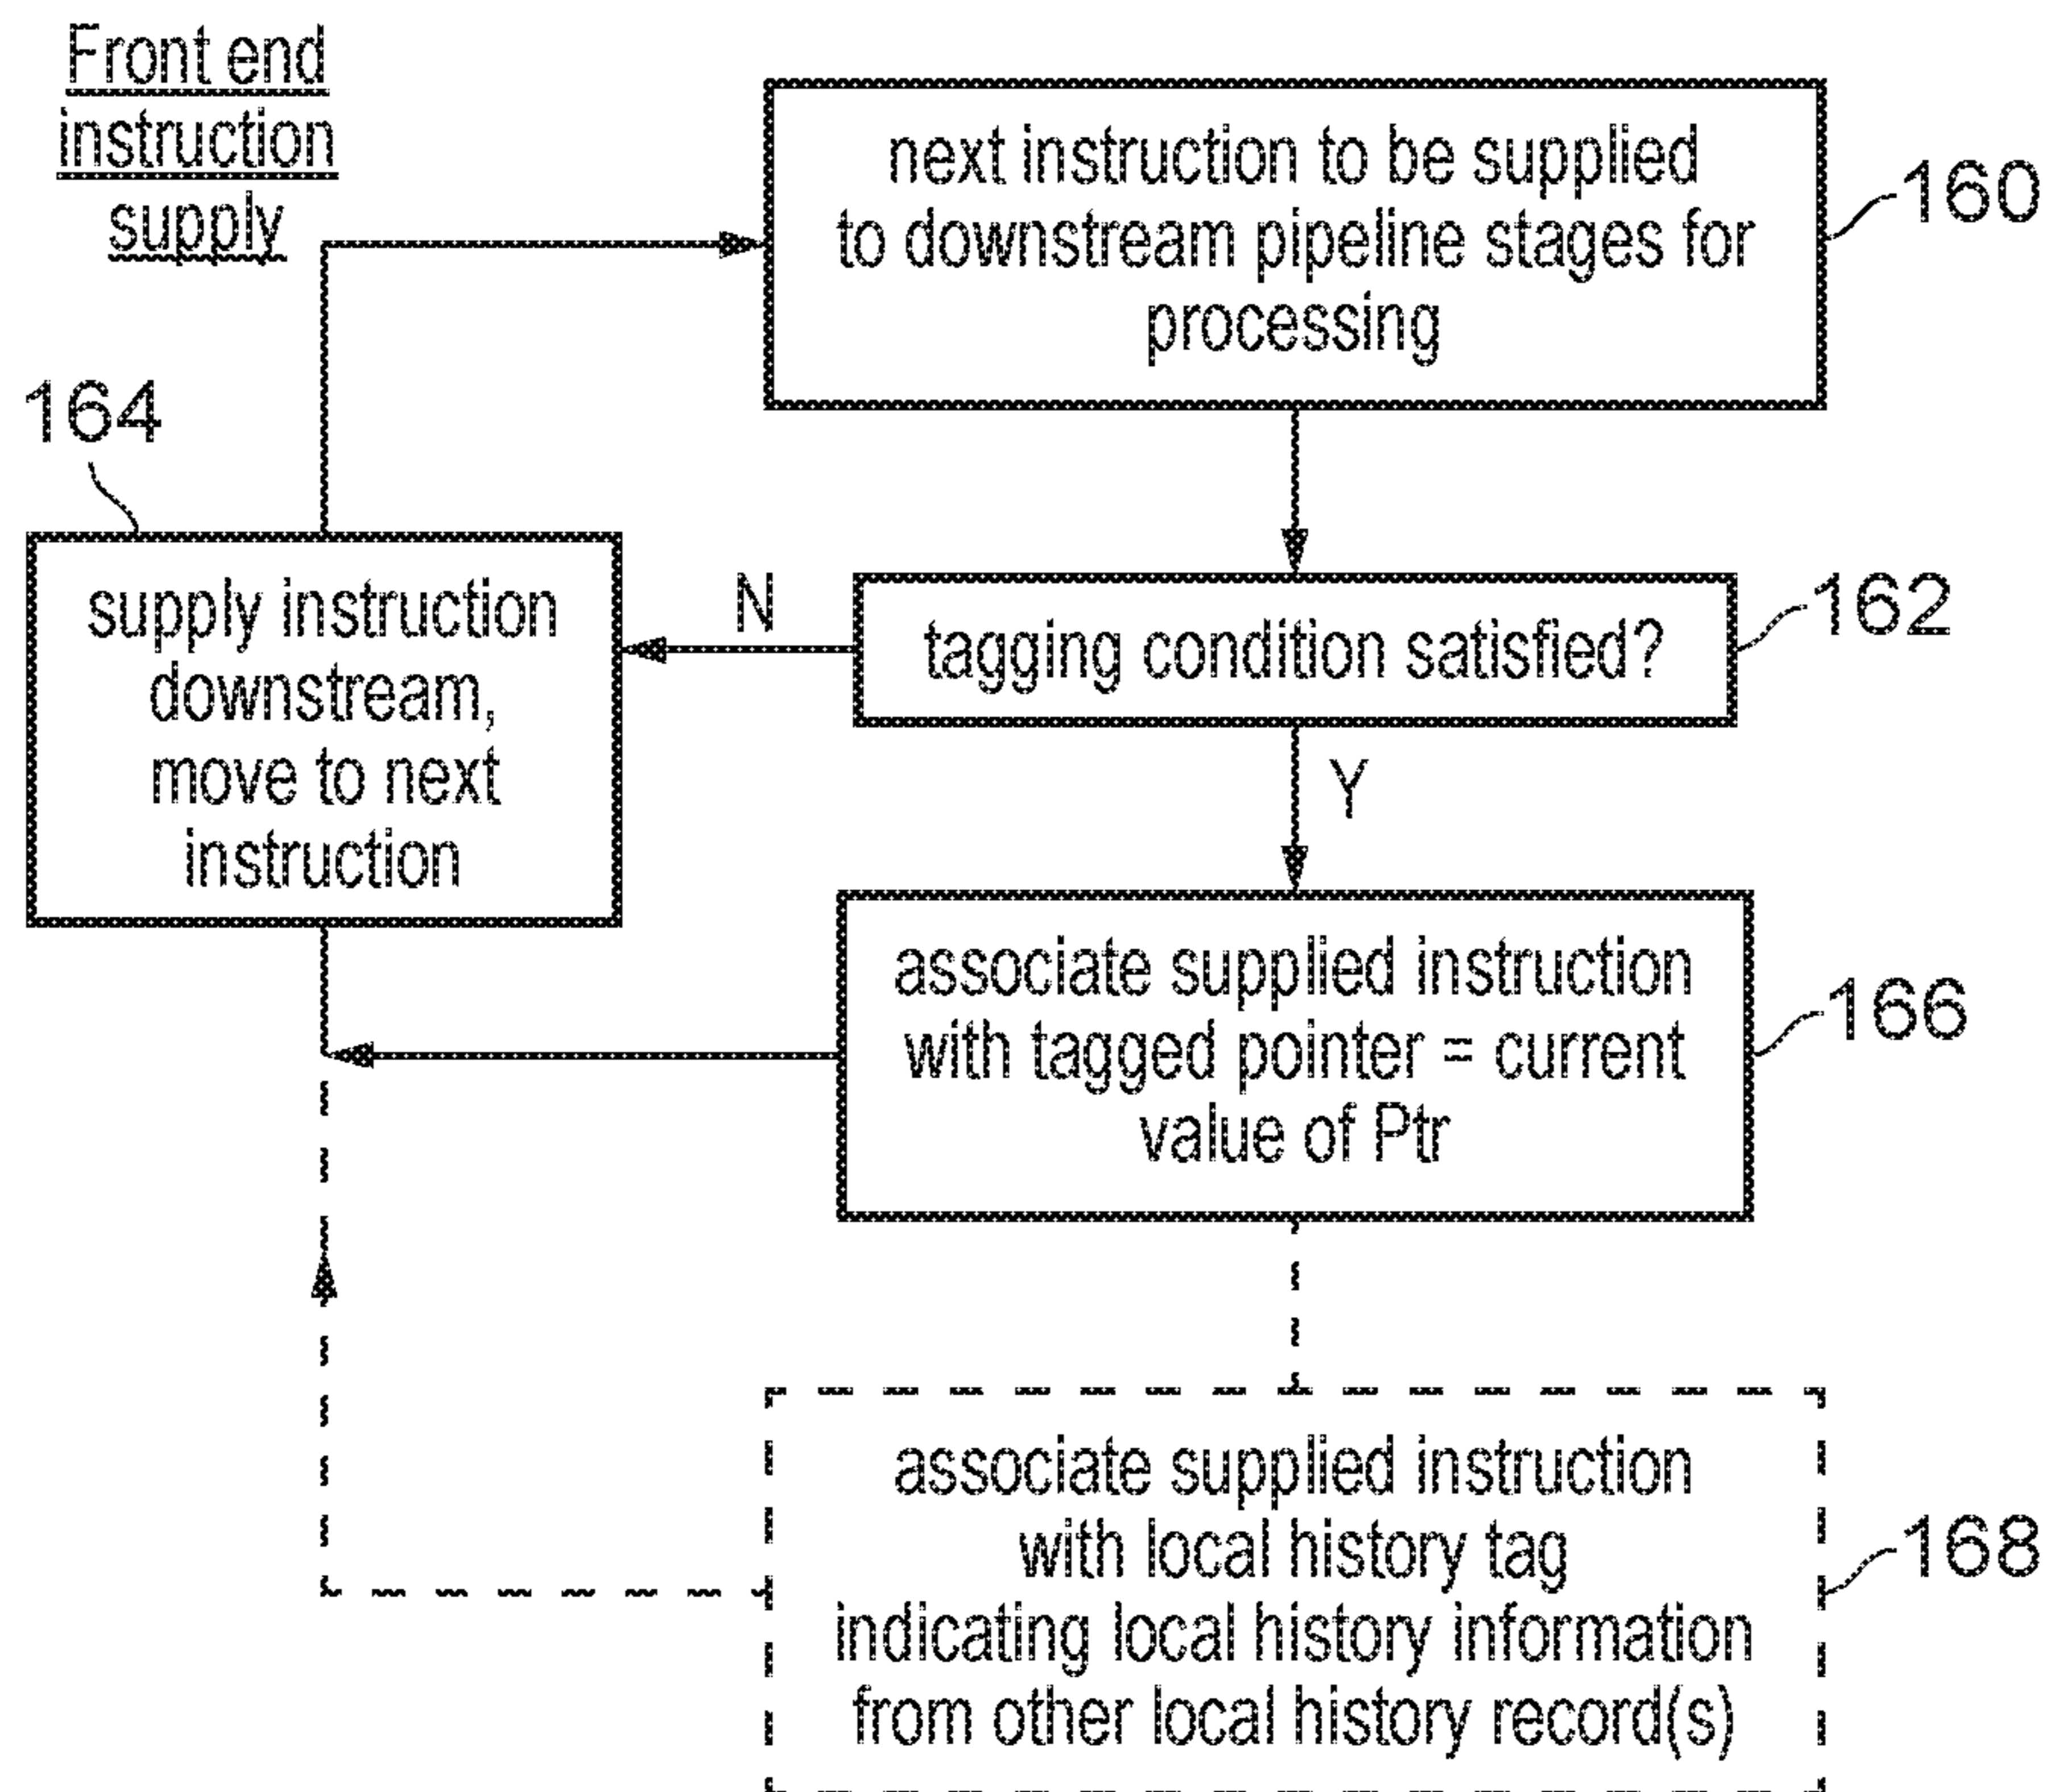 Front end
instruction
supply
next instruction to be supplied
to downstream pipeline stages for
processing
160
164
supply instruction
downstream,
move to next
instruction
N
tagging condition satisfied?
162
Y
associate supplied instruction
with tagged pointer = current
value of Ptr
166
associate supplied instruction
with local history tag
indicating local history information
from other local history record(s)
168